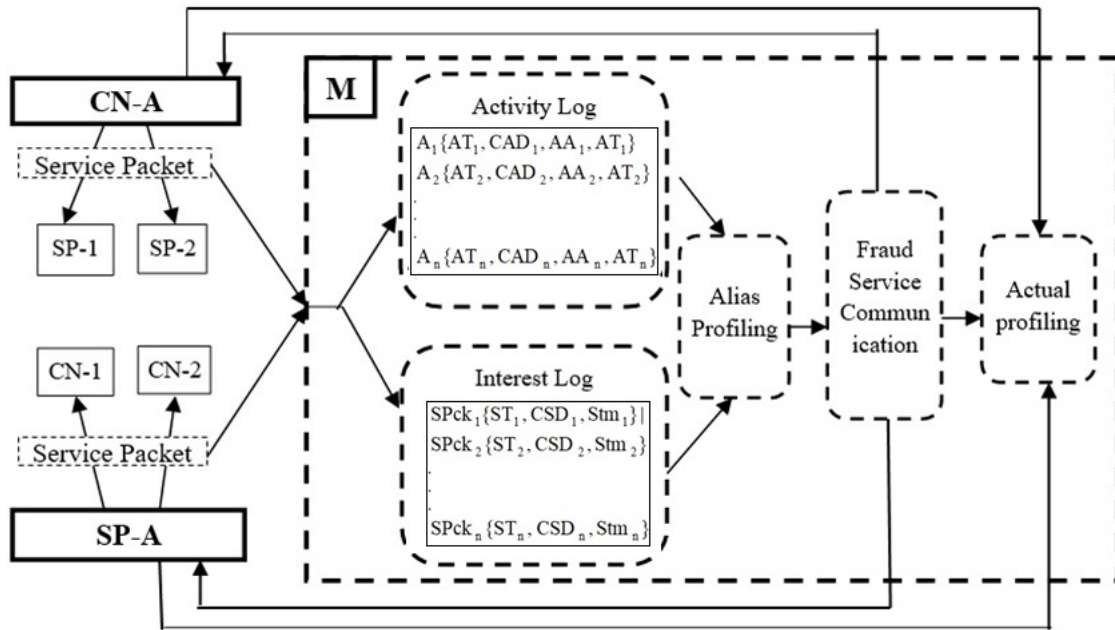 CN-A
Service Packet
SP-1
SP-2
CN-1
CN-2
Service Packet
SP-A
M
Activity Log
A₁{AT₁, CAD₁, AA₁, AT₁}
A₂{AT₂, CAD₂, AA₂, AT₂}
.
.
.
Aₙ{ATₙ, CADₙ, AAₙ, ATₙ}
Interest Log
SPck₁{ST₁, CSD₁, Stm₁}|
SPck₂{ST₂, CSD₂, Stm₂}
.
.
.
SPckₙ{STₙ, CSDₙ, Stmₙ}
Alias
Profiling
Fraud
Service
Commun
ication
Actual
profiling